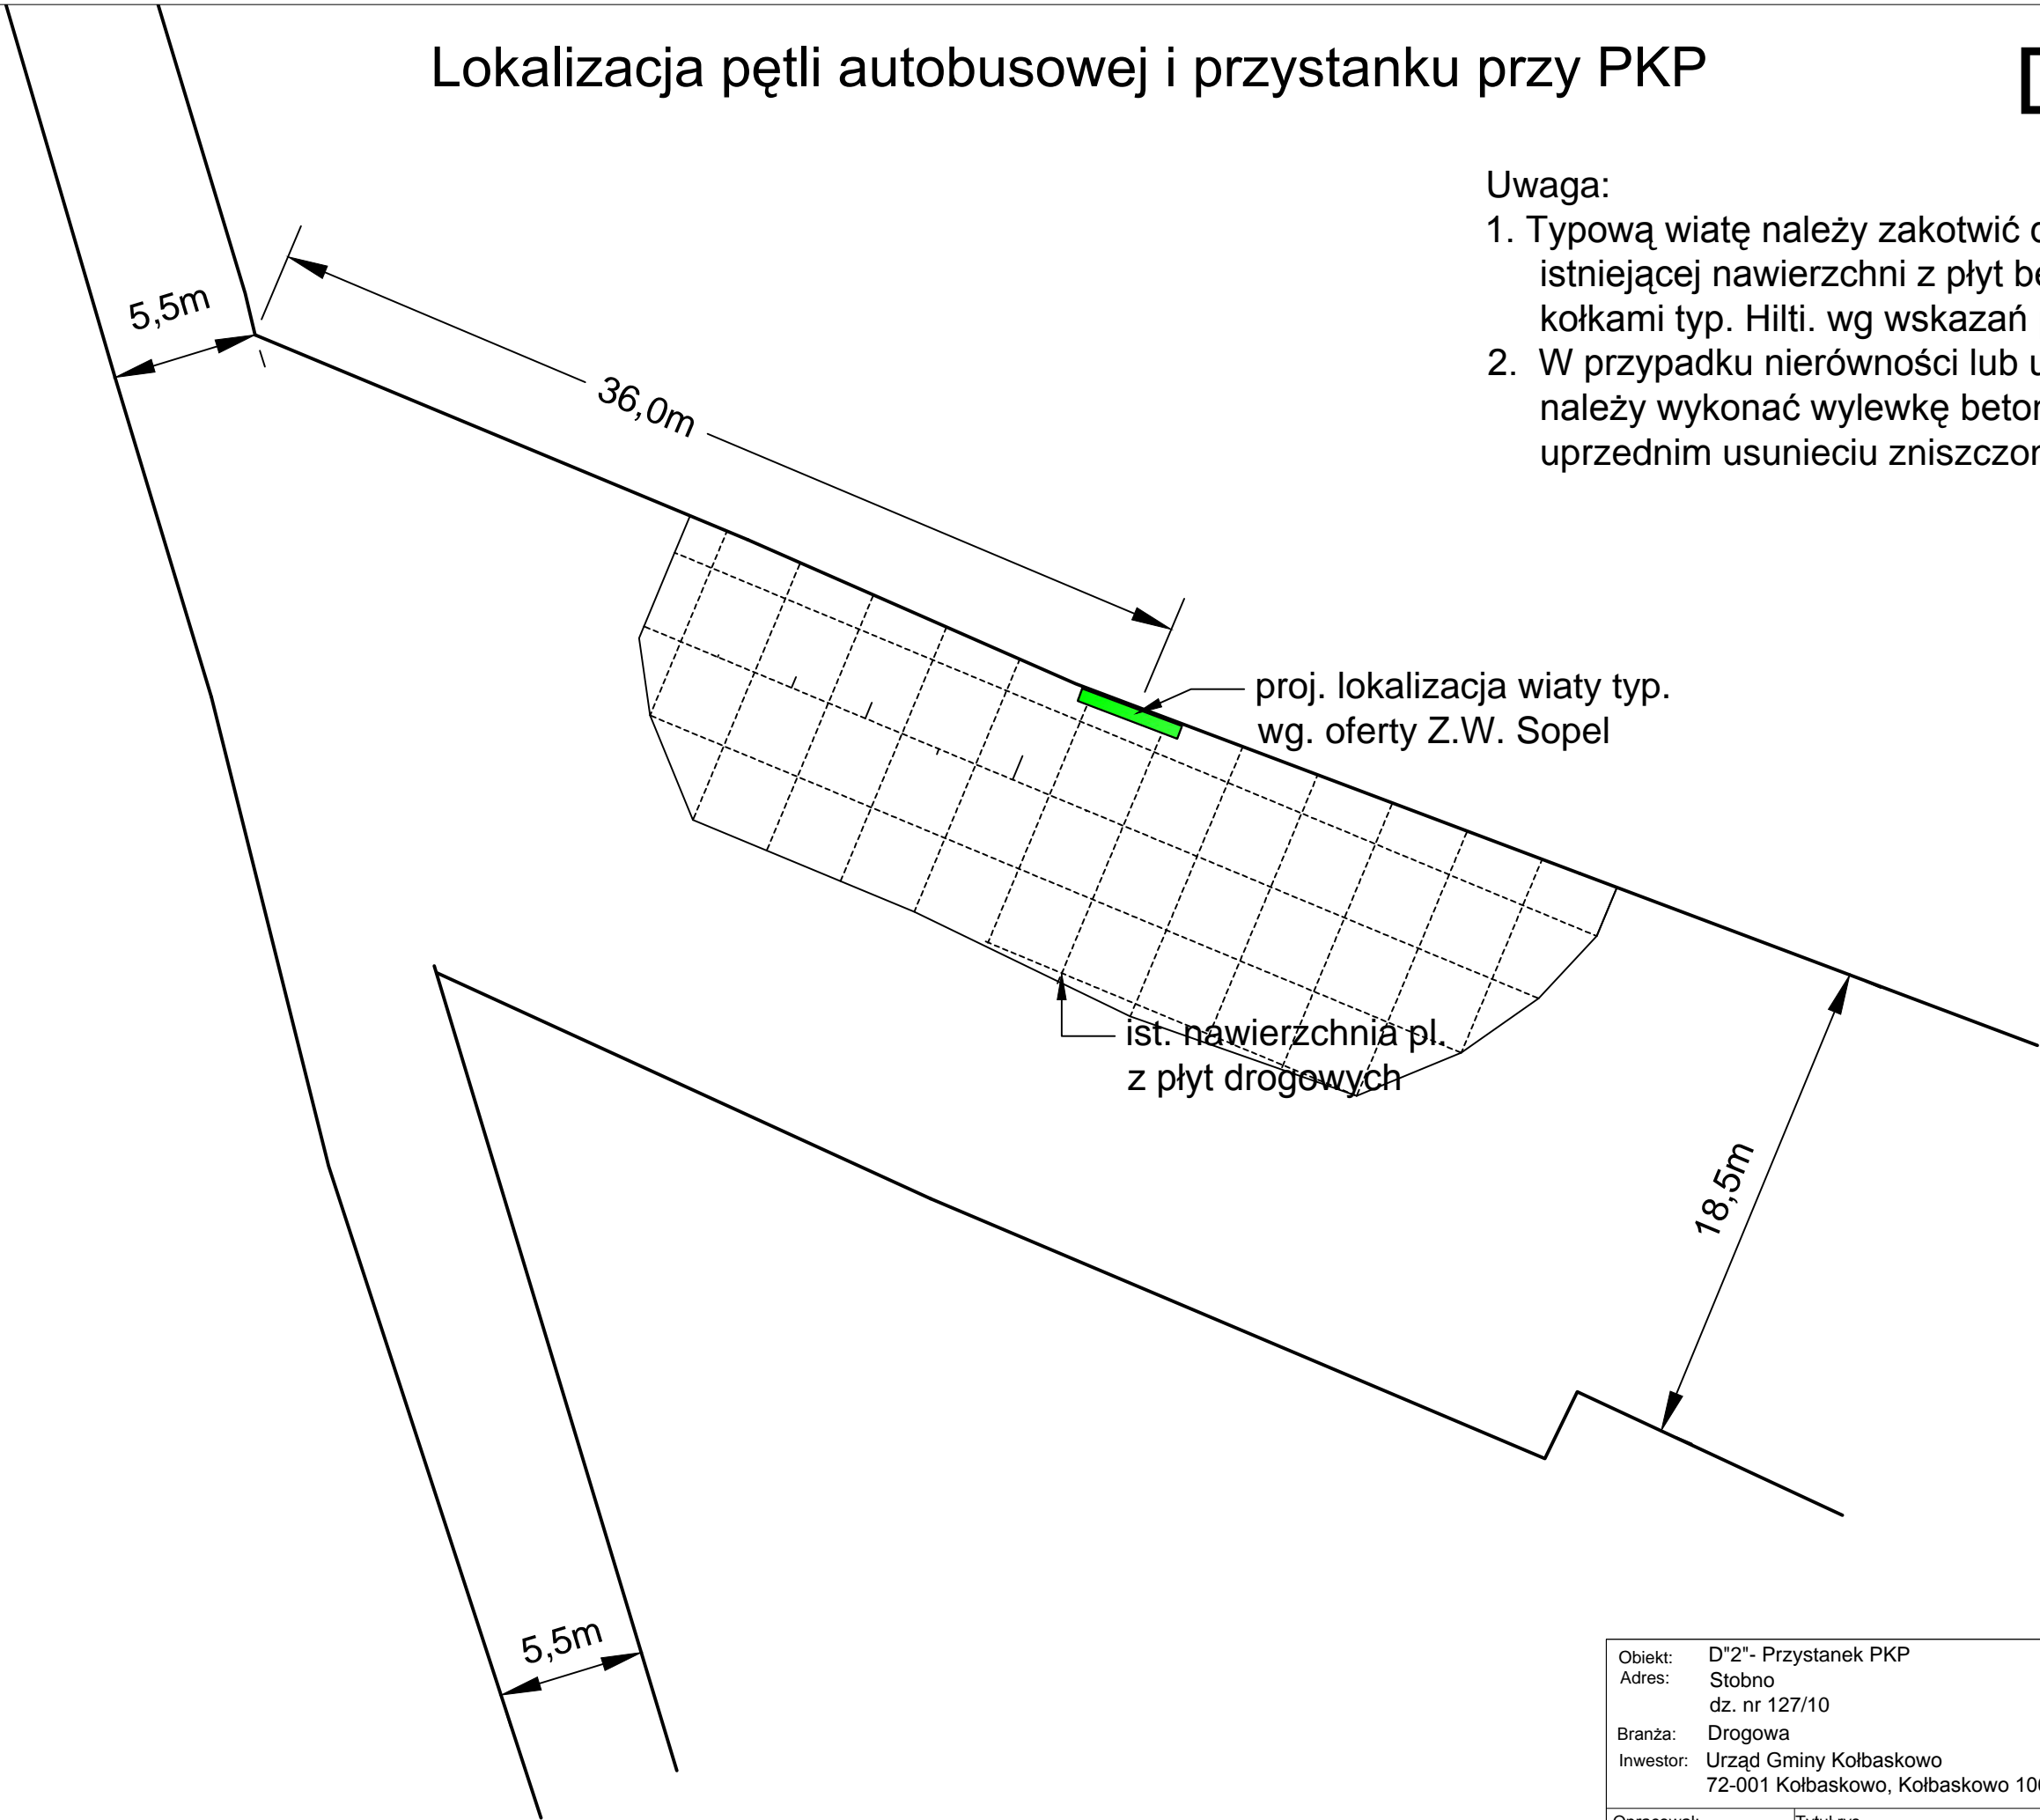 Lokalizacja pętli autobusowej i przystanku przy PKP
Uwaga:
1. Typową wiatę należy zakotwić
istniejącej nawierzchni z płyt
kołkami typ. Hilti. wg wskazań
2. W przypadku nierówności lub
należy wykonać wylewkę
uprzednim usunieciu
5,5m
36,0m
proj. lokalizacja wiaty typ.
wg. oferty Z.W. Sopel
ist. nawierzchnia pl.
z płyt drogowych
18,5m
5,5m
Obiekt: D"2"- Przystanek PKP
Adres: Stobno
dz. nr 127/10
Branża: Drogowa
Inwestor: Urząd Gminy Kołbaskowo
72-001 Kołbaskowo, Kołbaskowo